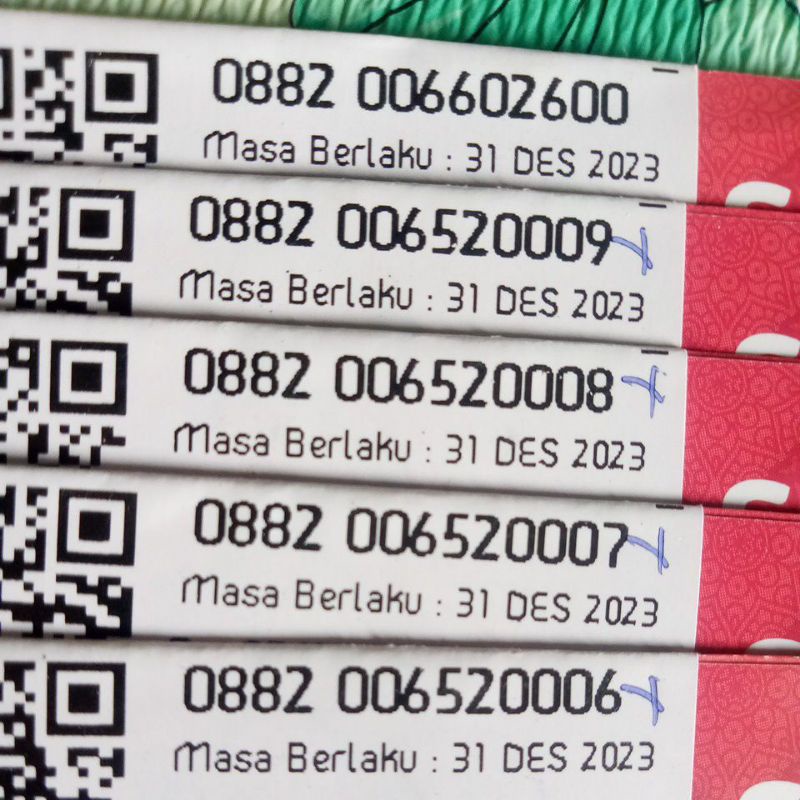 0882 006602600
Masa Berlaku : 31 DES 2023
0882 006520009
Masa Berlaku : 31 DES 2023
0882 006520008
Masa Berlaku : 31 DES 2023
0882 006520007
Masa Berlaku : 31 DES 2023
0882 006520006
Masa Berlaku : 31 DES 2023